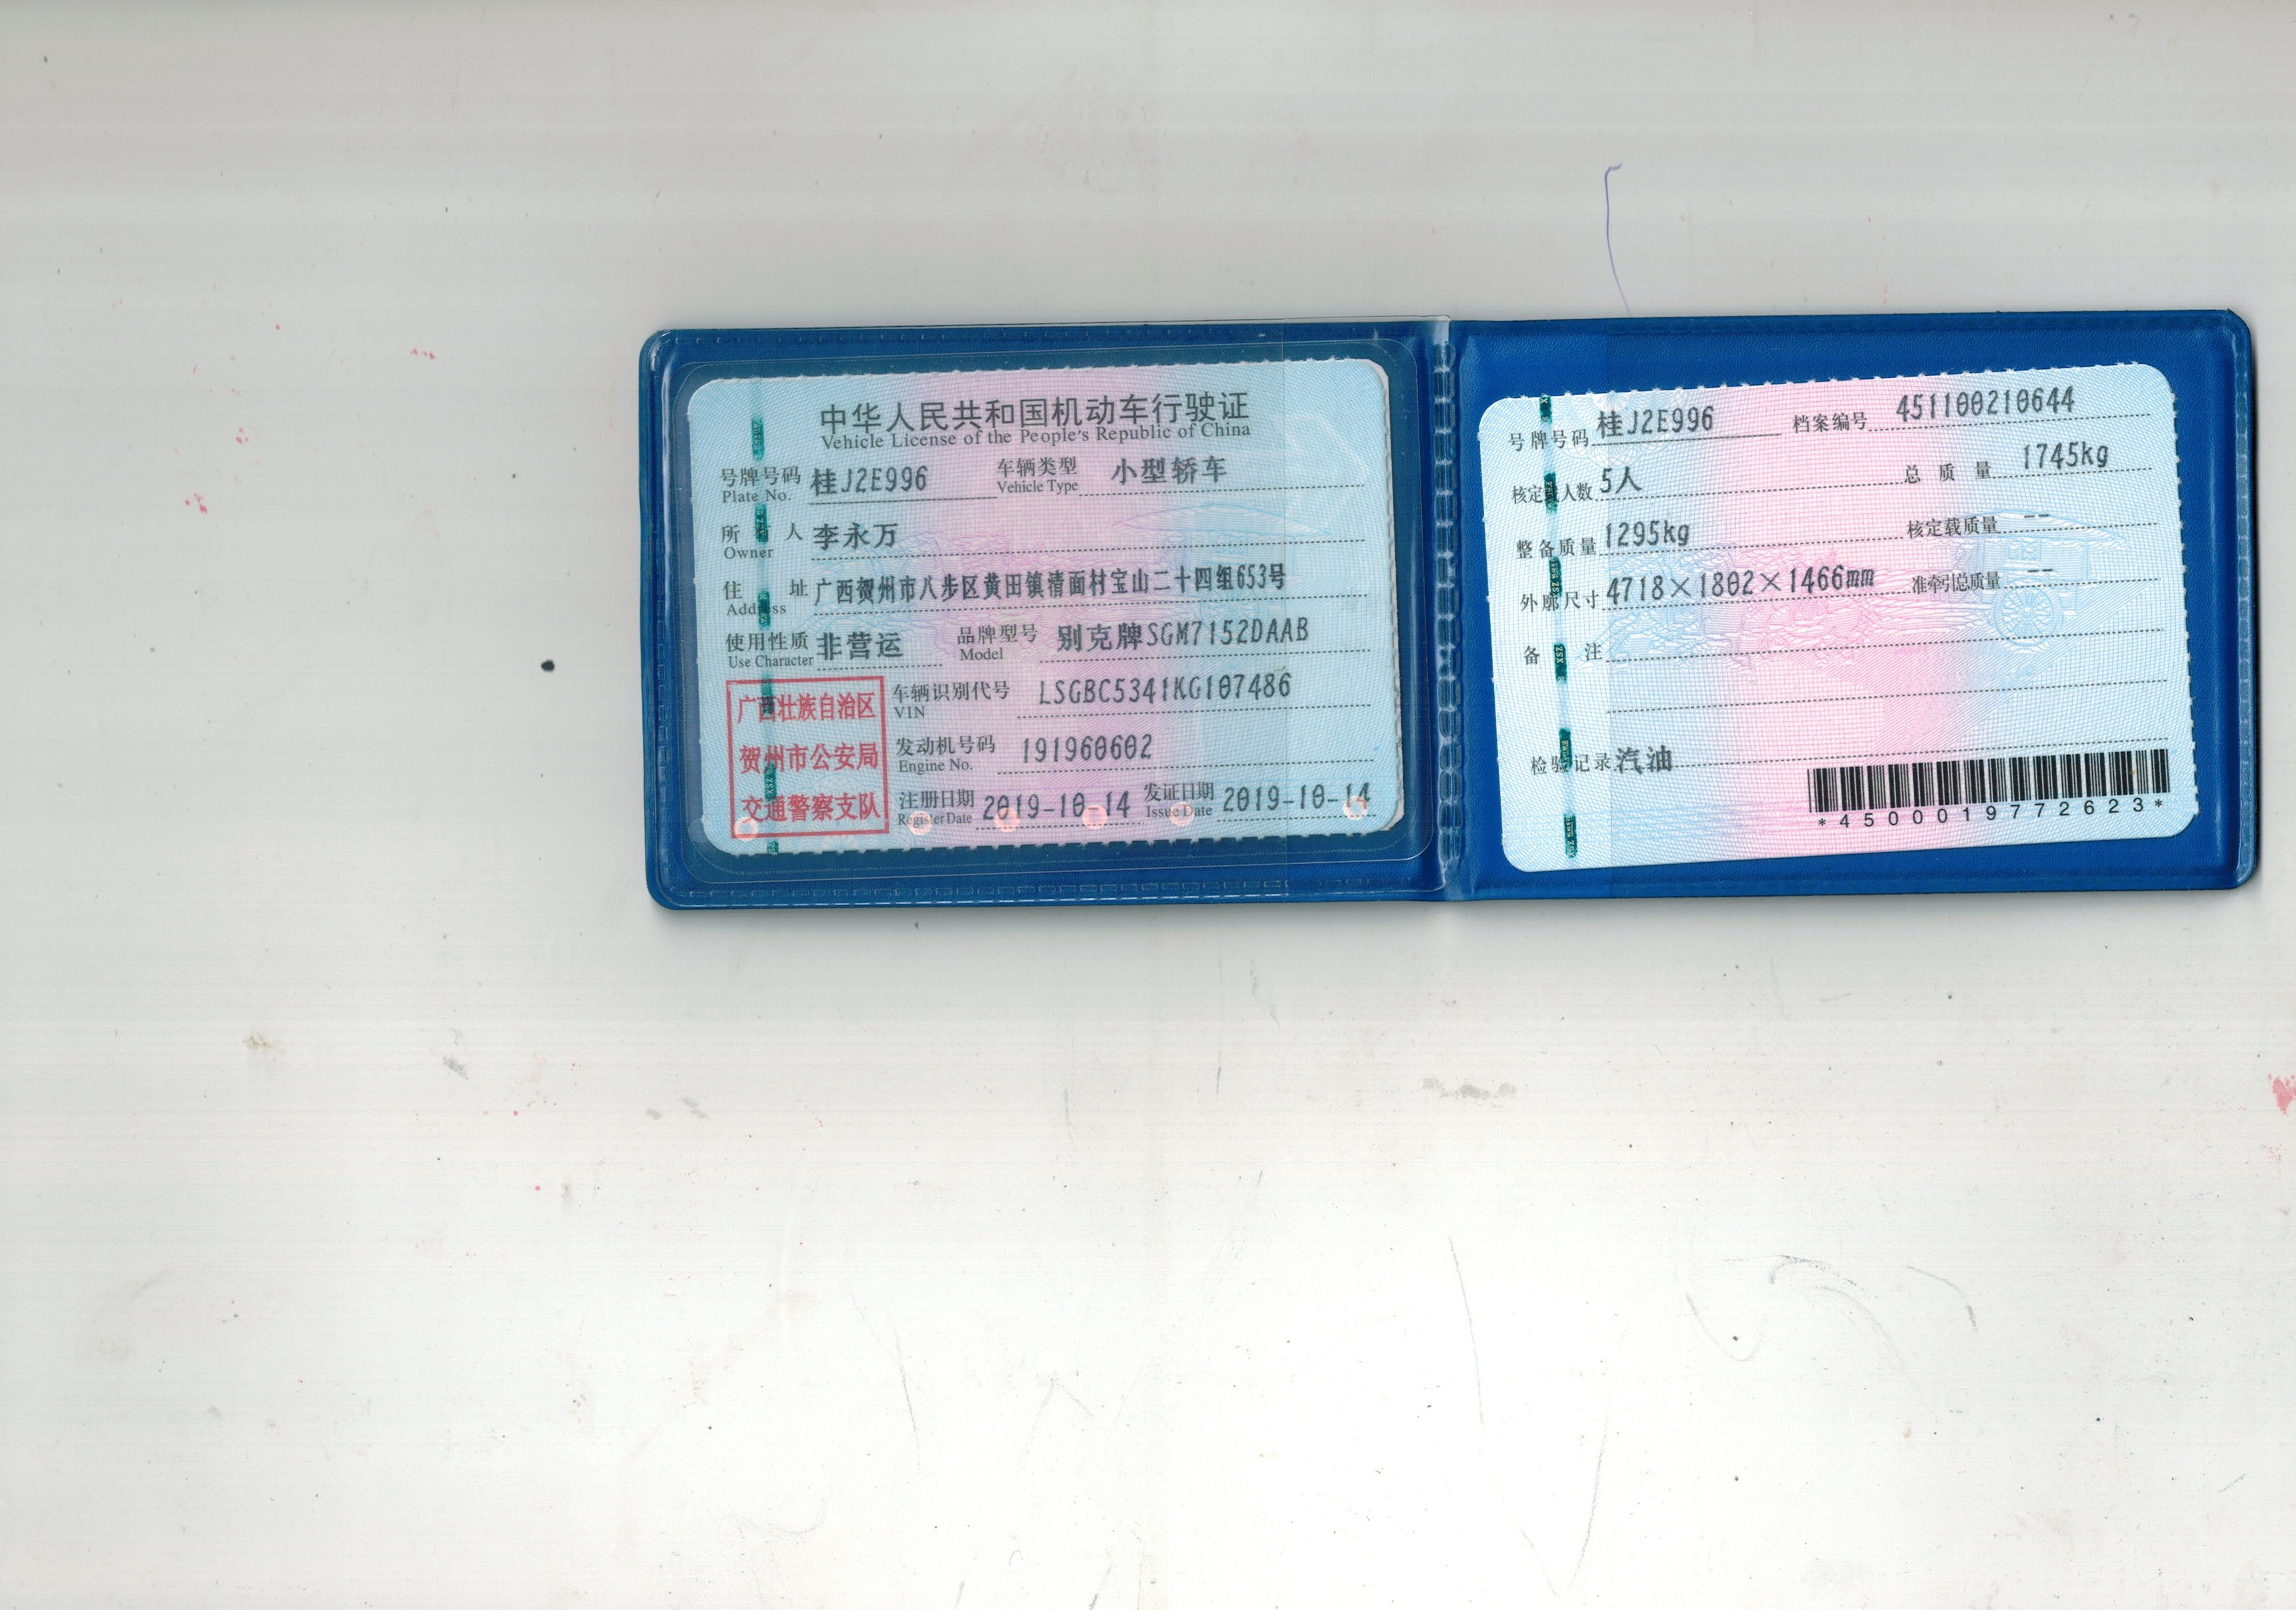 中华人民共和国机动车行驶证
Vehicle License of the People's Republic of China
号牌号码 桂J2E996 车辆类型 小型轿车
Plate No. Vehicle Type
所 人 李永万
Owner
住 址 广西贺州市八步区黄田镇清面村宝山二十四组653号
Address
使用性质 非营运 品牌型号 别克牌SGM7152DAAB
Use Character Model
广西壮族自治区
贺州市公安局
交通警察支队
车辆识别代号 LSGBC5341KG107486
VIN
发动机号码 191960602
Engine No.
注册日期 2019-10-14 发证日期 2019-10-14
Register Date Issue Date
号牌号码 桂J2E996 档案编号 451100210644
核定 人数 5人 总质量 1745kg
整备质量 1295kg 核定载质量 --
外廓尺寸 4718×1802×1466mm 准牵引总质量 --
备 注
检验记录 汽油
*4500019772623*